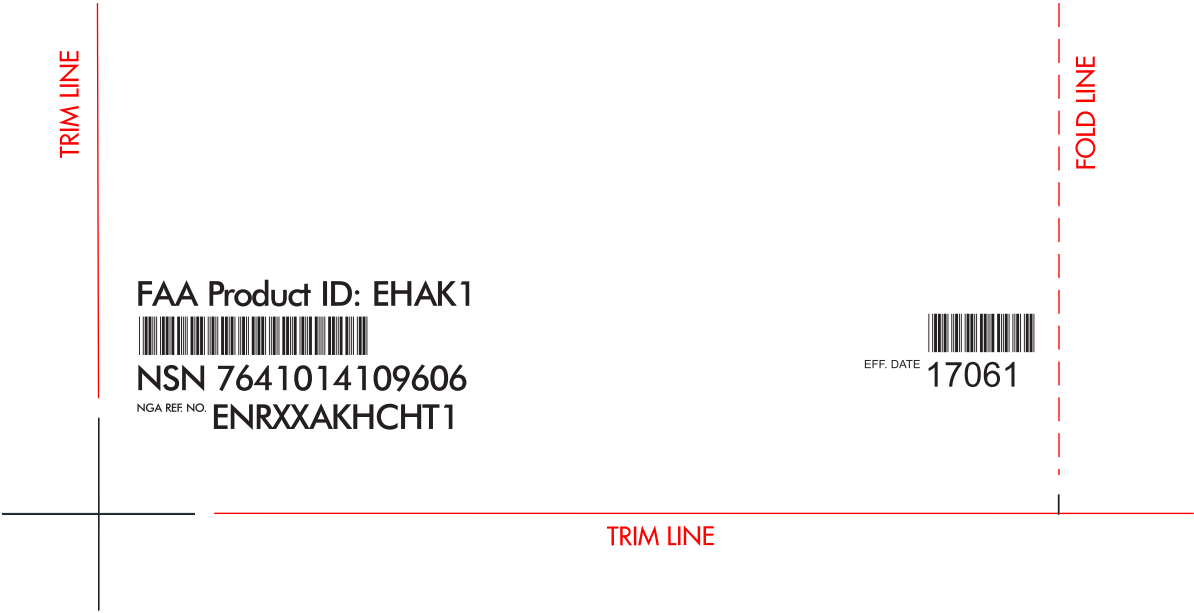 TRIM LINE
FOLD LINE
FAA Product ID: EHAK1
NSN 7641014109606
NGA REF. NO. ENRXXAKHCHT1
EFF. DATE 17061
TRIM LINE